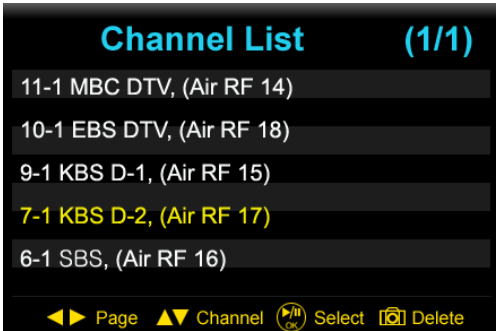 Channel List (1/1)
11-1 MBC DTV, (Air RF 14)
10-1 EBS DTV, (Air RF 18)
9-1 KBS D-1, (Air RF 15)
7-1 KBS D-2, (Air RF 17)
6-1 SBS, (Air RF 16)
Page Channel OK Select Delete